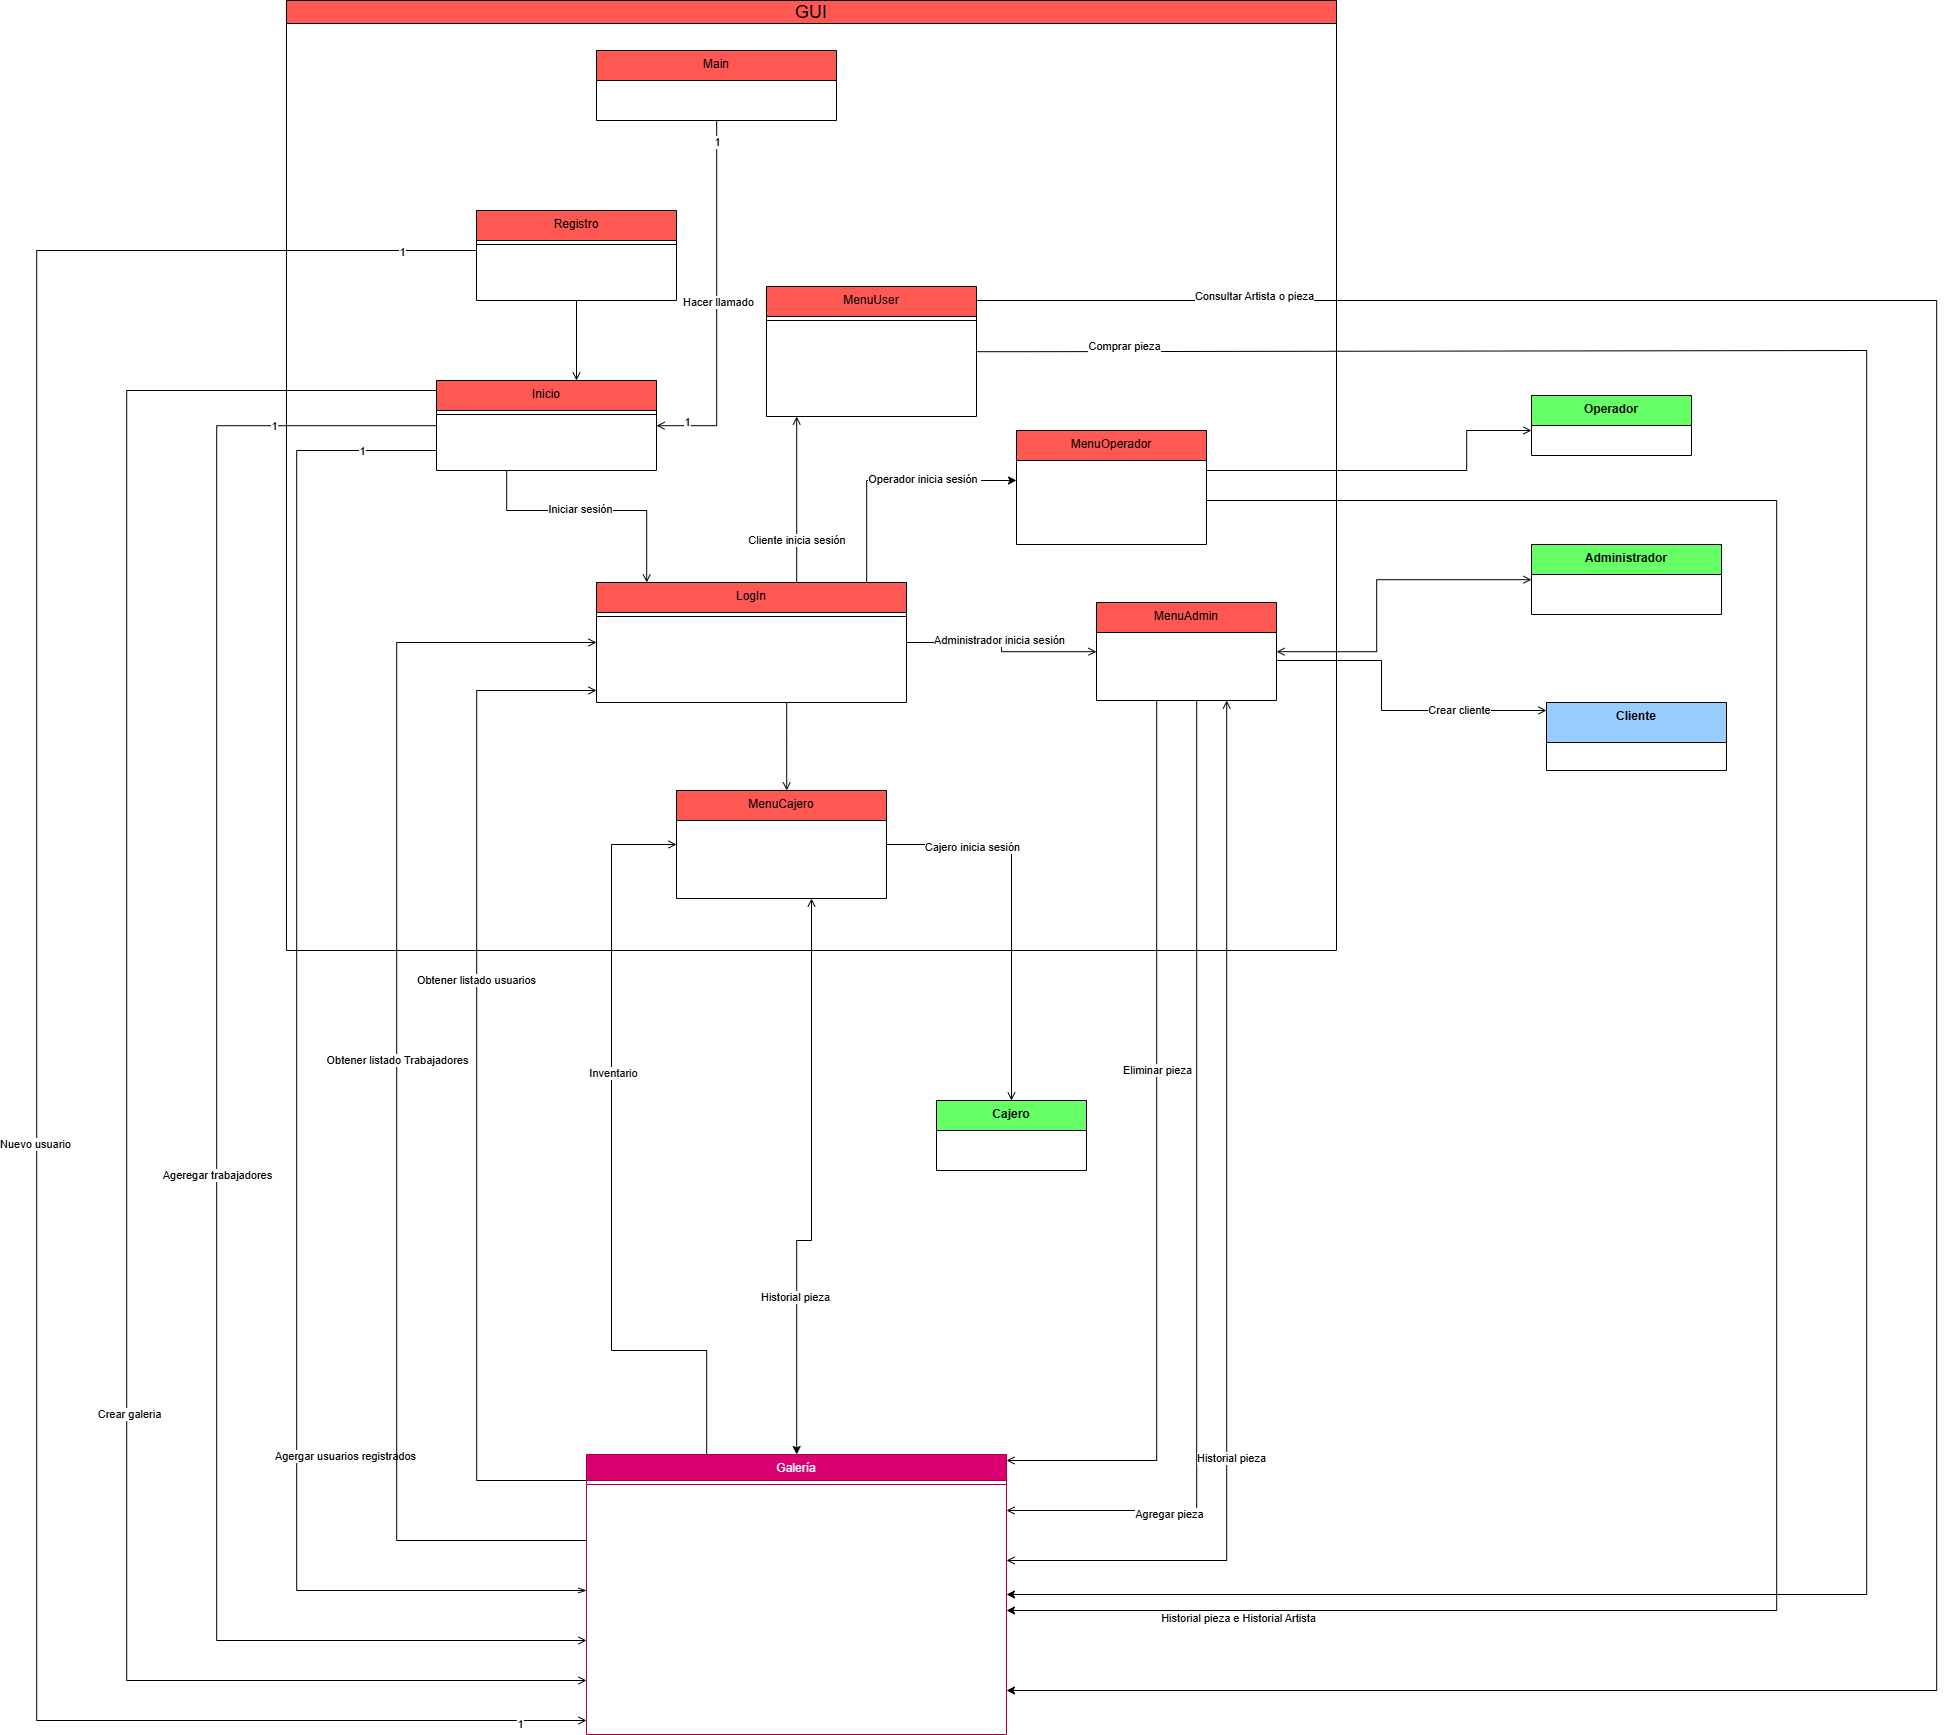 GUI
Main
1
Registro
1
Hacer llamado
MenuUser
Consultar Artista o pieza
Comprar pieza
Inicio
1
1
1
Operador
MenuOperador
Operador inicia sesión
Iniciar sesión
Cliente inicia sesión
Administrador
LogIn
MenuAdmin
Administrador inicia sesión
Crear cliente
Cliente
MenuCajero
Cajero inicia sesión
Obtener listado usuarios
Obtener listado Trabajadores
Inventario
Eliminar pieza
Cajero
Nuevo usuario
Ageregar trabajadores
Historial pieza
Crear galeria
Agergar usuarios registrados
Historial pieza
Galería
Agregar pieza
Historial pieza e Historial Artista
1